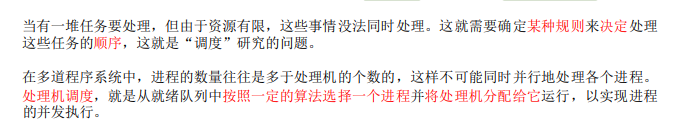 当有一堆任务要处理，但由于资源有限，这些事情没法同时处理。这就需要确定某种规则来决定处理
这些任务的顺序，这就是“调度”研究的问题。
在多道程序系统中，进程的数量往往是多于处理机的个数的，这样不可能同时并行地处理各个进程。
处理机调度，就是从就绪队列中按照一定的算法选择一个进程并将处理机分配给它运行，以实现进程
的并发执行。